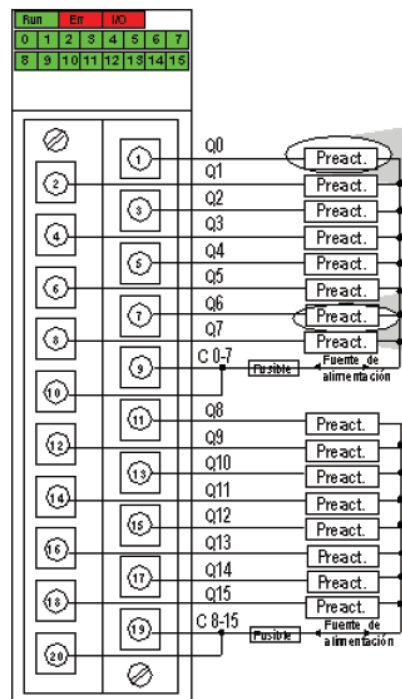 Run Err I/O
0 1 2 3 4 5 6 7
8 9 10 11 12 13 14 15
1 Q0 Preact.
2 Q1 Preact.
3 Q2 Preact.
4 Q3 Preact.
5 Q4 Preact.
6 Q5 Preact.
7 Q6 Preact.
8 Q7 Preact.
9 C 0-7 Fusible Fuente de
alimentación
10
11 Q8 Preact.
12 Q9 Preact.
13 Q10 Preact.
14 Q11 Preact.
15 Q12 Preact.
16 Q13 Preact.
17 Q14 Preact.
18 Q15 Preact.
19 C 8-15 Fusible Fuente de
alimentación
20